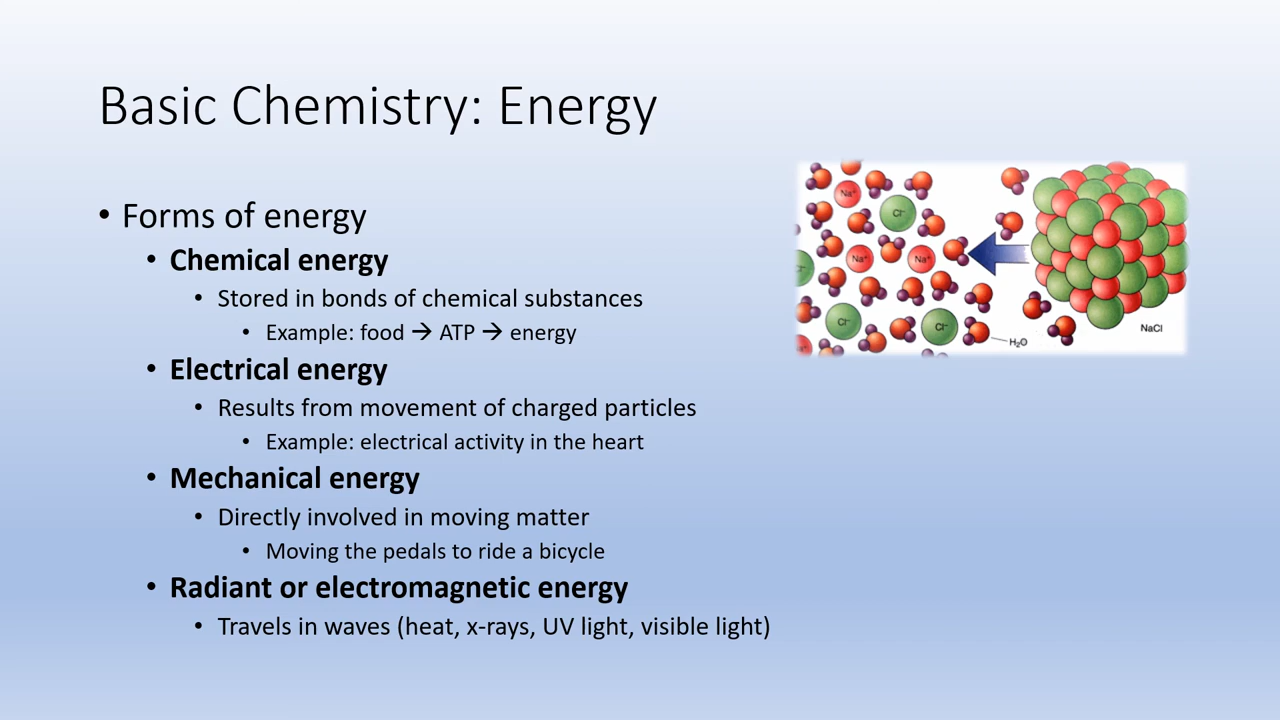 Basic Chemistry: Energy
• Forms of energy
• Chemical energy
• Stored in bonds of chemical substances
• Example: food → ATP → energy
• Electrical energy
• Results from movement of charged particles
• Example: electrical activity in the heart
• Mechanical energy
• Directly involved in moving matter
• Moving the pedals to ride a bicycle
• Radiant or electromagnetic energy
• Travels in waves (heat, x-rays, UV light, visible light)
Na⁺
Cl⁻
Na⁺
Na⁺
Cl⁻
Cl⁻
Cl⁻
NaCl
H₂O